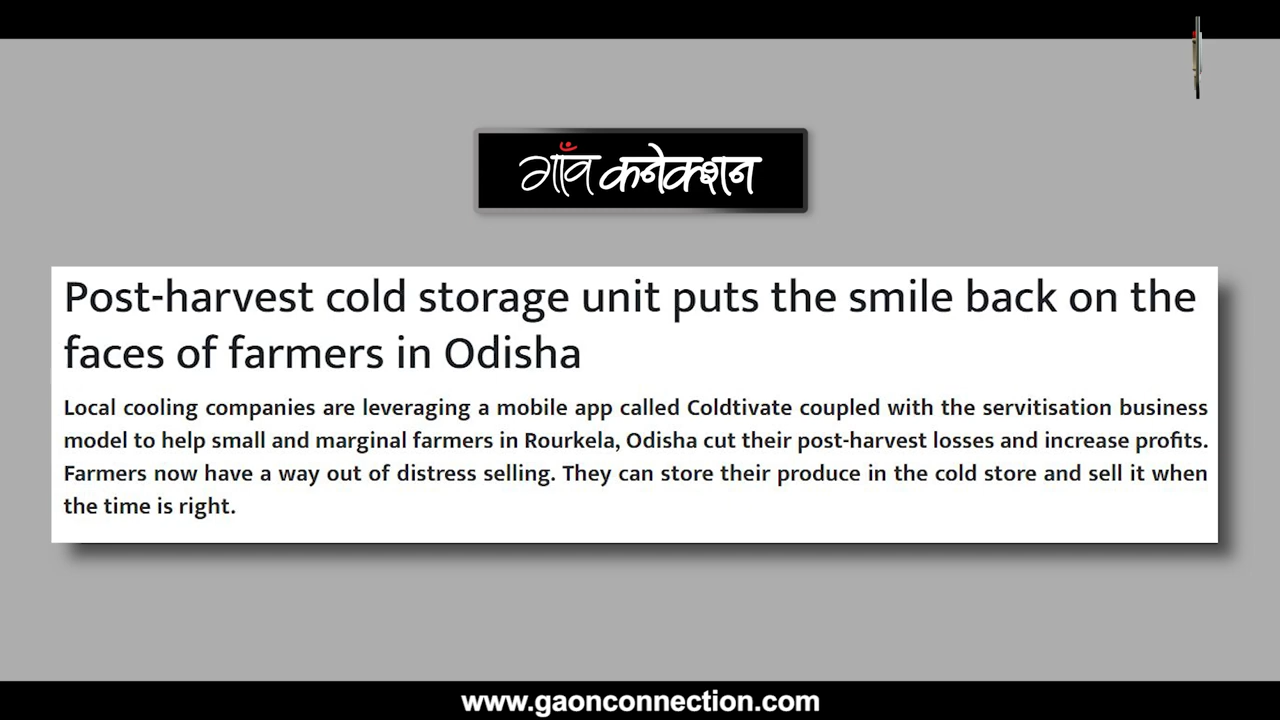 गाँव कनेक्शन
Post-harvest cold storage unit puts the smile back on the
faces of farmers in Odisha
Local cooling companies are leveraging a mobile app called Coldtivate coupled with the servitisation business
model to help small and marginal farmers in Rourkela, Odisha cut their post-harvest losses and increase profits.
Farmers now have a way out of distress selling. They can store their produce in the cold store and sell it when
the time is right.
www.gaonconnection.com